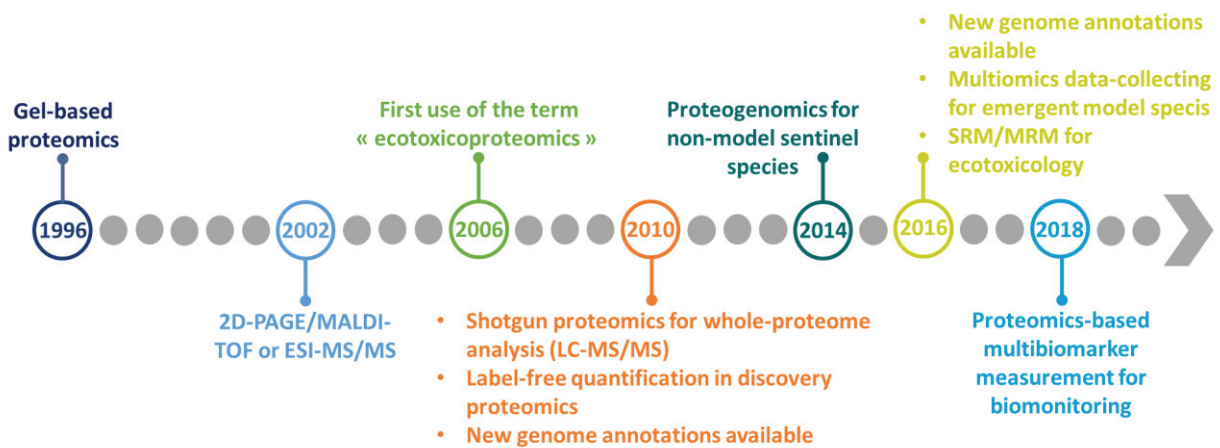 Gel-based
proteomics
1996
2D-PAGE/MALDI-
TOF or ESI-MS/MS
2002
First use of the term
« ecotoxicoproteomics »
2006
• Shotgun proteomics for whole-proteome
analysis (LC-MS/MS)
• Label-free quantification in discovery
proteomics
• New genome annotations available
2010
Proteogenomics for
non-model sentinel
species
2014
• New genome annotations
available
• Multiomics data-collecting
for emergent model specis
• SRM/MRM for
ecotoxicology
2016
2018
Proteomics-based
multibiomarker
measurement for
biomonitoring